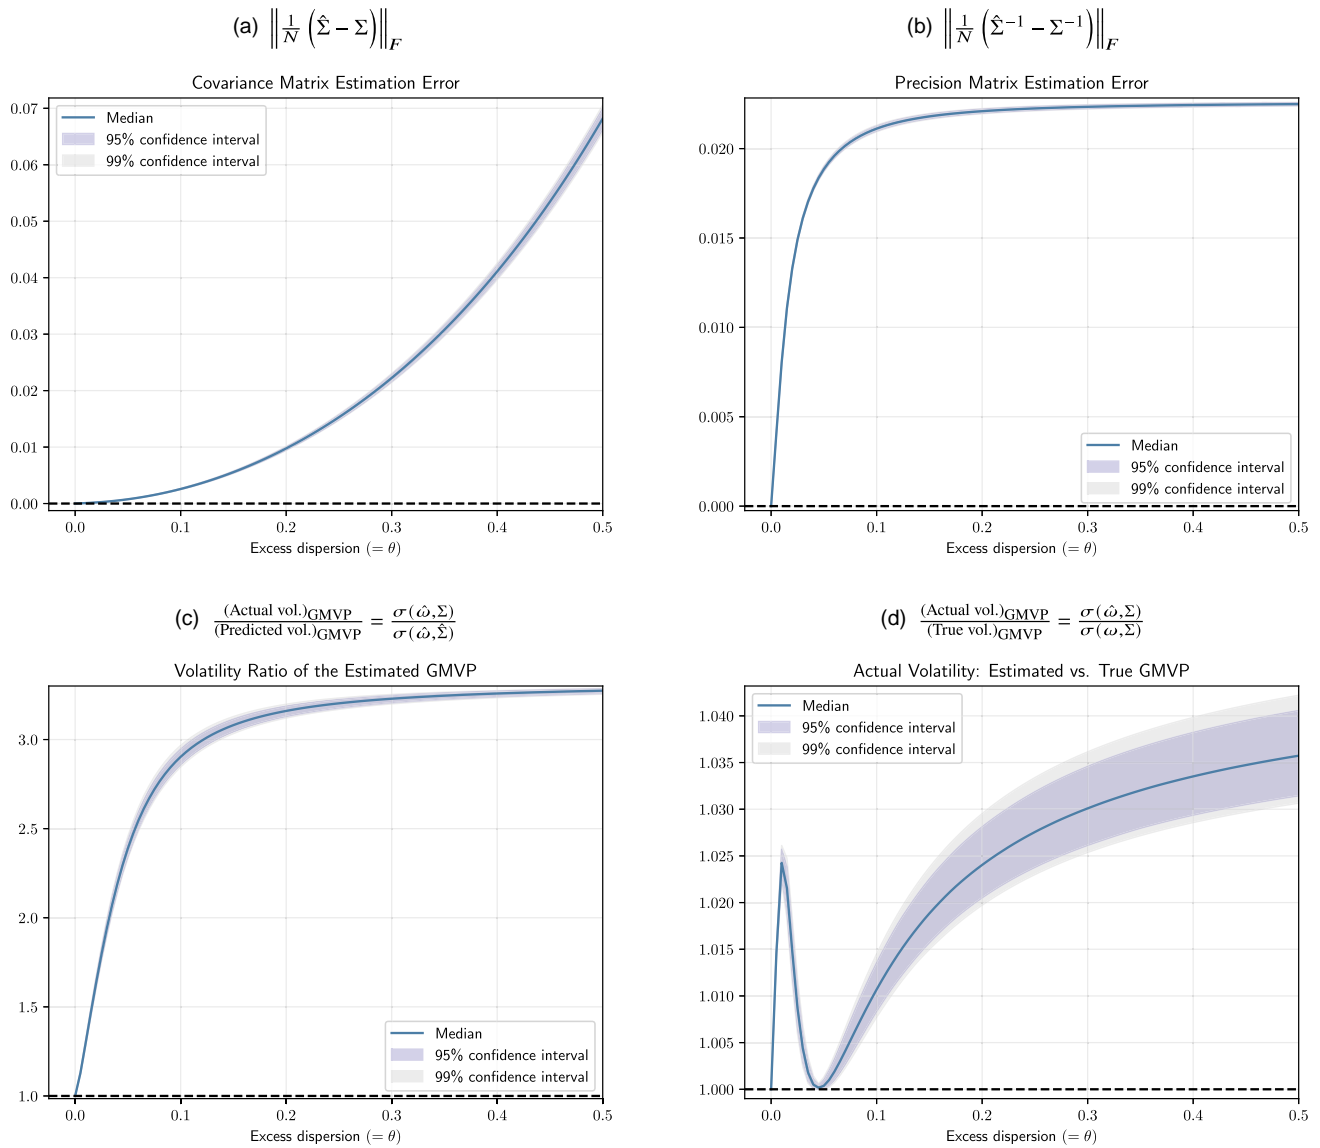 (a) ‖ 1/N (Σ̂ − Σ) ‖_F
Covariance Matrix Estimation Error
0.07
0.06
0.05
0.04
0.03
0.02
0.01
0.00
Median
95% confidence interval
99% confidence interval
0.0 0.1 0.2 0.3 0.4 0.5
Excess dispersion (= θ)
(b) ‖ 1/N (Σ̂⁻¹ − Σ⁻¹) ‖_F
Precision Matrix Estimation Error
0.020
0.015
0.010
0.005
0.000
Median
95% confidence interval
99% confidence interval
0.0 0.1 0.2 0.3 0.4 0.5
Excess dispersion (= θ)
(c) (Actual vol.)_GMVP / (Predicted vol.)_GMVP = σ(ω̂,Σ) / σ(ω̂,Σ̂)
Volatility Ratio of the Estimated GMVP
3.0
2.5
2.0
1.5
1.0
Median
95% confidence interval
99% confidence interval
0.0 0.1 0.2 0.3 0.4 0.5
Excess dispersion (= θ)
(d) (Actual vol.)_GMVP / (True vol.)_GMVP = σ(ω̂,Σ) / σ(ω,Σ)
Actual Volatility: Estimated vs. True GMVP
1.040
1.035
1.030
1.025
1.020
1.015
1.010
1.005
1.000
Median
95% confidence interval
99% confidence interval
0.0 0.1 0.2 0.3 0.4 0.5
Excess dispersion (= θ)